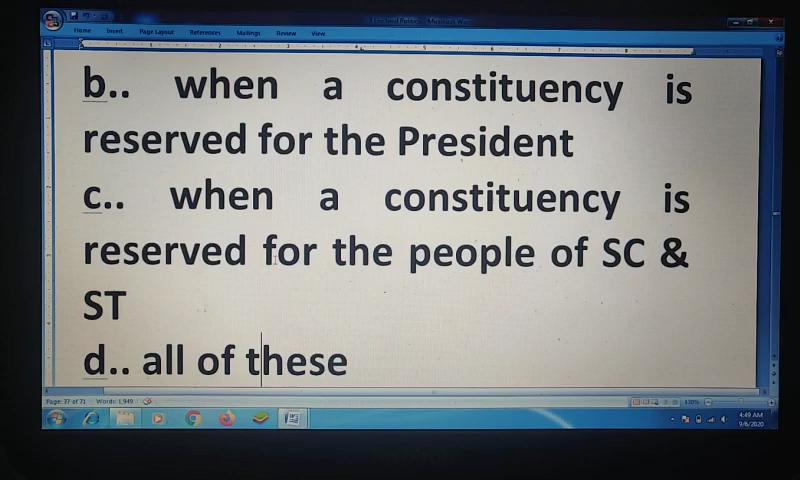 Home Insert Page Layout References Mailings Review View
b.. when a constituency is
reserved for the President
c.. when a constituency is
reserved for the people of SC &
ST
d.. all of these
Page: 37 of 71 Words: 1,949
130%
4:49 AM
9/6/2020